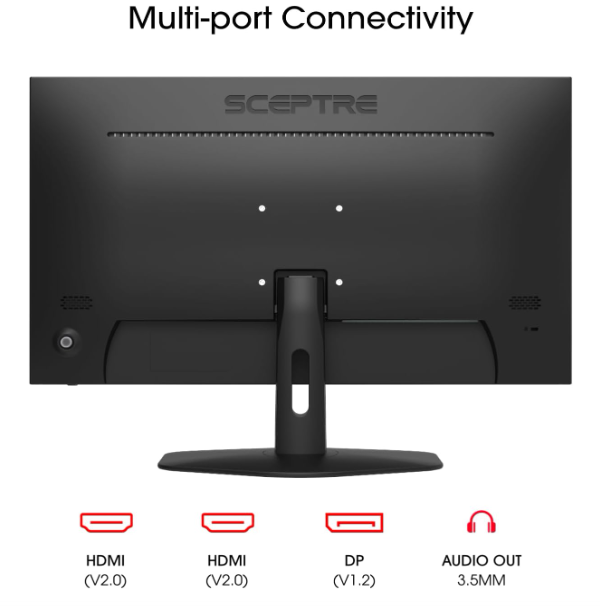 Multi-port Connectivity
SCEPTRE
HDMI HDMI DP AUDIO OUT
(V2.0) (V2.0) (V1.2) 3.5MM